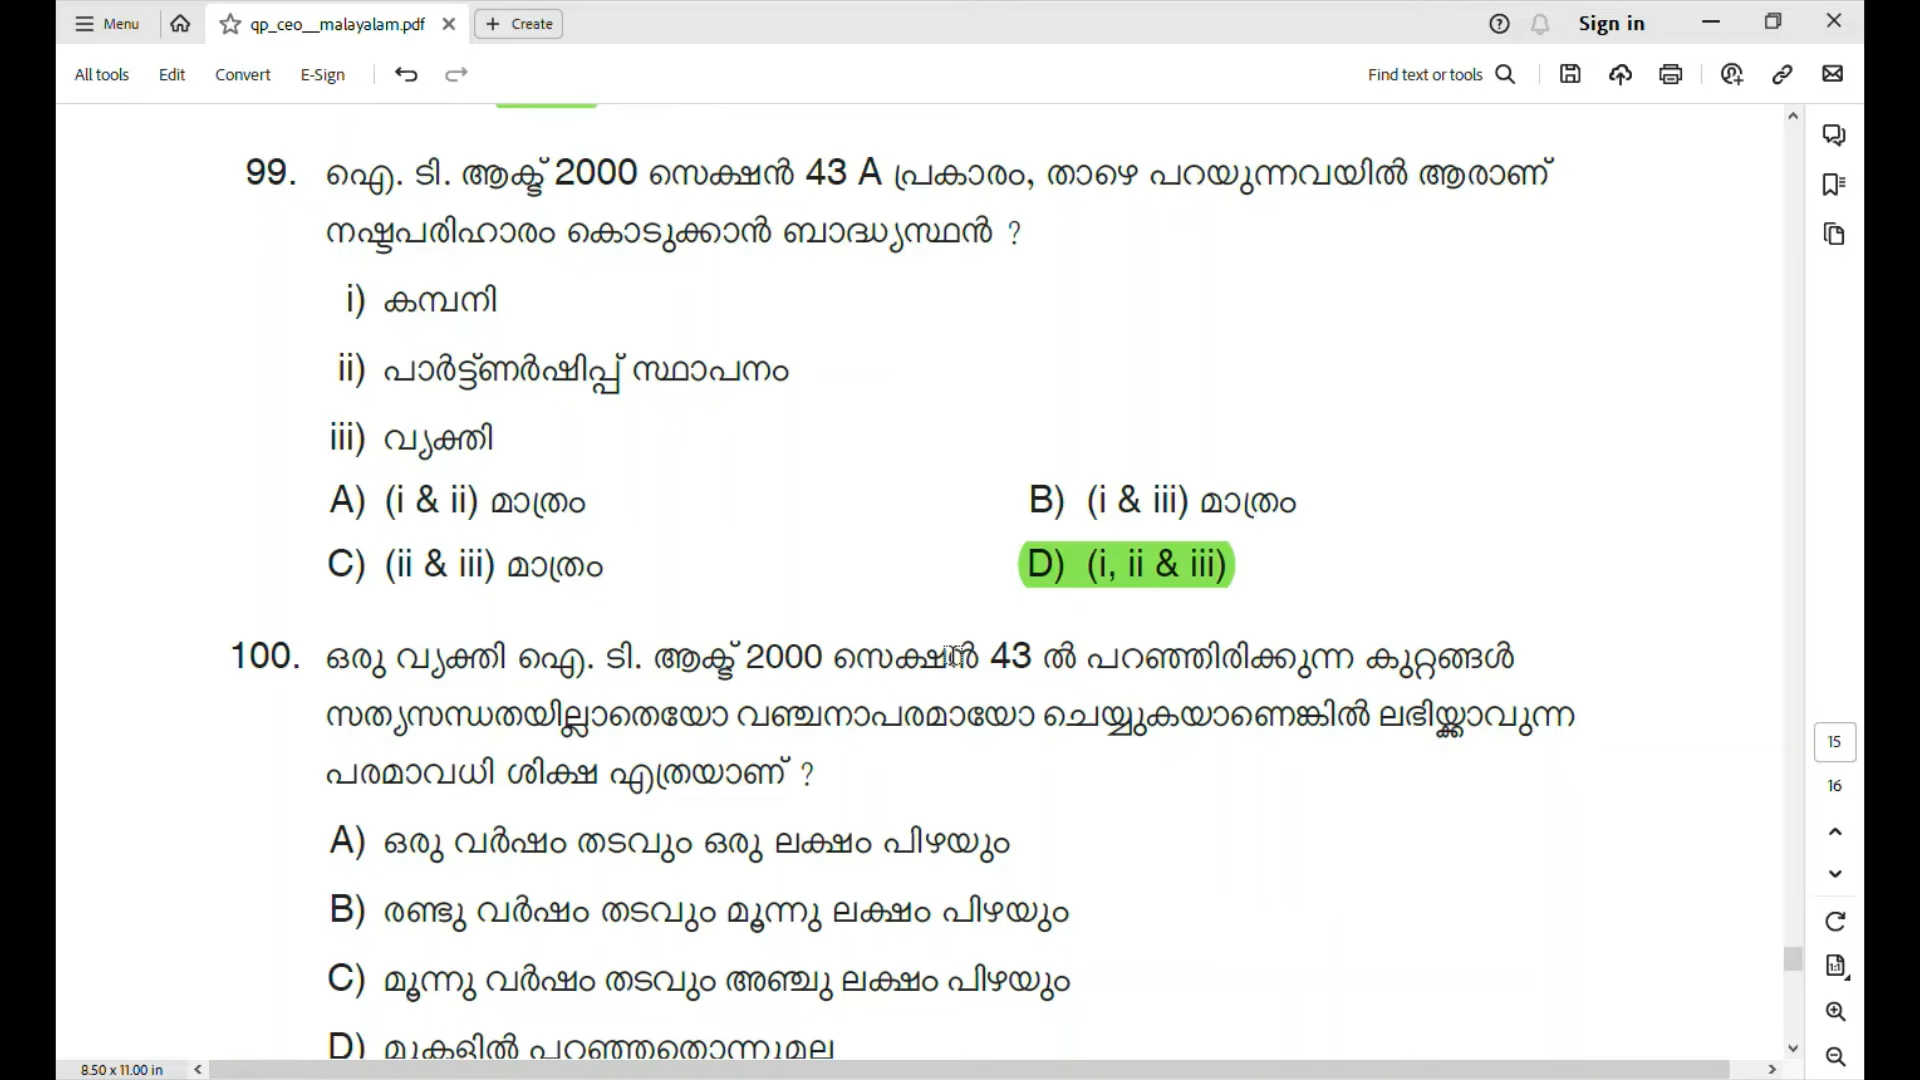 Menu
qp_ceo__malayalam.pdf
Create
Sign in
All tools
Edit
Convert
E-Sign
Find text or tools
99. ഐ. ടി. ആക്ട് 2000 സെക്ഷൻ 43 A പ്രകാരം, താഴെ പറയുന്നവയിൽ ആരാണ്
നഷ്ടപരിഹാരം കൊടുക്കാൻ ബാദ്ധ്യസ്ഥൻ ?
i) കമ്പനി
ii) പാർട്ട്ണർഷിപ്പ് സ്ഥാപനം
iii) വ്യക്തി
A) (i & ii) മാത്രം
B) (i & iii) മാത്രം
C) (ii & iii) മാത്രം
D) (i, ii & iii)
100. ഒരു വ്യക്തി ഐ. ടി. ആക്ട് 2000 സെക്ഷൻ 43 ൽ പറഞ്ഞിരിക്കുന്ന കുറ്റങ്ങൾ
സത്യസന്ധതയില്ലാതെയോ വഞ്ചനാപരമായോ ചെയ്യുകയാണെങ്കിൽ ലഭിയ്ക്കാവുന്ന
പരമാവധി ശിക്ഷ എത്രയാണ് ?
A) ഒരു വർഷം തടവും ഒരു ലക്ഷം പിഴയും
B) രണ്ടു വർഷം തടവും മൂന്നു ലക്ഷം പിഴയും
C) മൂന്നു വർഷം തടവും അഞ്ചു ലക്ഷം പിഴയും
D) മുകളിൽ പറഞ്ഞതൊന്നുമല്ല
15
16
8.50 x 11.00 in